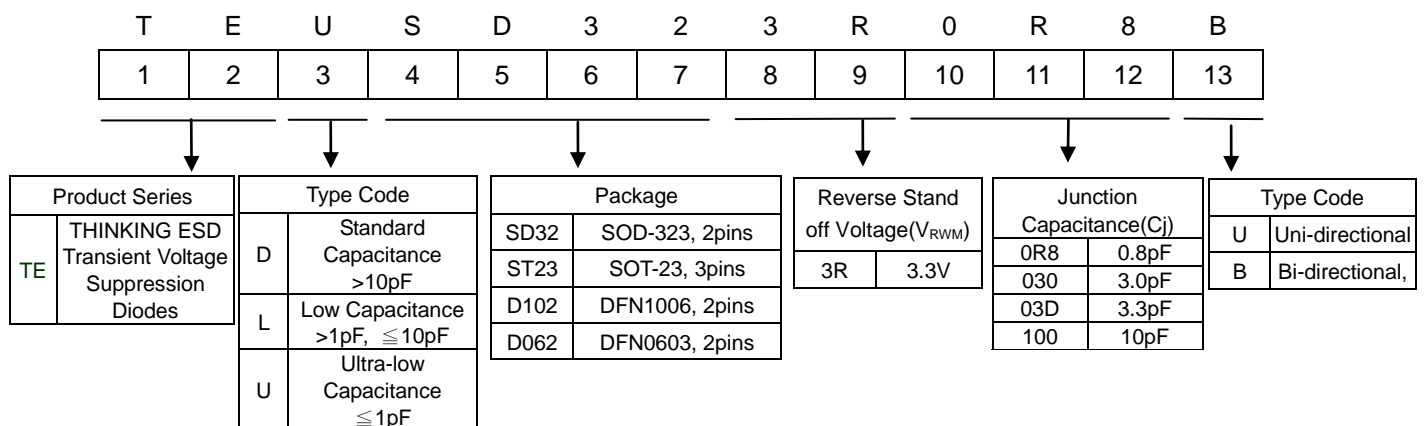 T E U S D 3 2 3 R 0 R 8 B
1 2 3 4 5 6 7 8 9 10 11 12 13
Product Series
TE
THINKING ESD
Transient Voltage
Suppression
Diodes
Type Code
D
Standard
Capacitance
>10pF
L
Low Capacitance
>1pF, ≦10pF
U
Ultra-low
Capacitance
≦1pF
Package
SD32 SOD-323, 2pins
ST23 SOT-23, 3pins
D102 DFN1006, 2pins
D062 DFN0603, 2pins
Reverse Stand
off Voltage(VRWM)
3R 3.3V
Junction
Capacitance(Cj)
0R8 0.8pF
030 3.0pF
03D 3.3pF
100 10pF
Type Code
U Uni-directional
B Bi-directional,